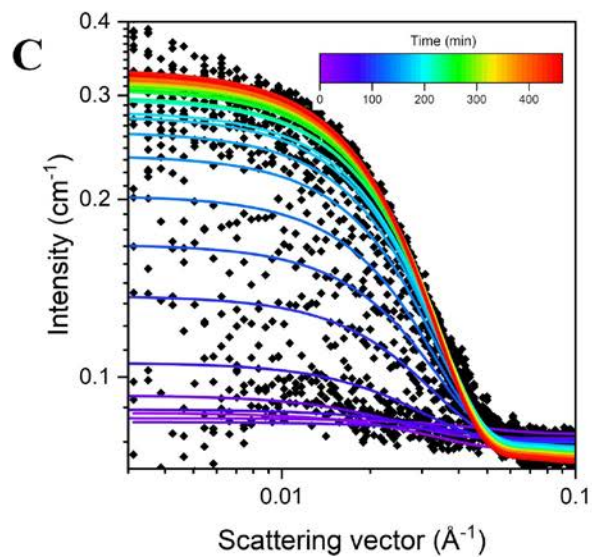 C
0.4
0.3
0.2
0.1
Intensity (cm⁻¹)
Time (min)
0 100 200 300 400
0.01 0.1
Scattering vector (Å⁻¹)